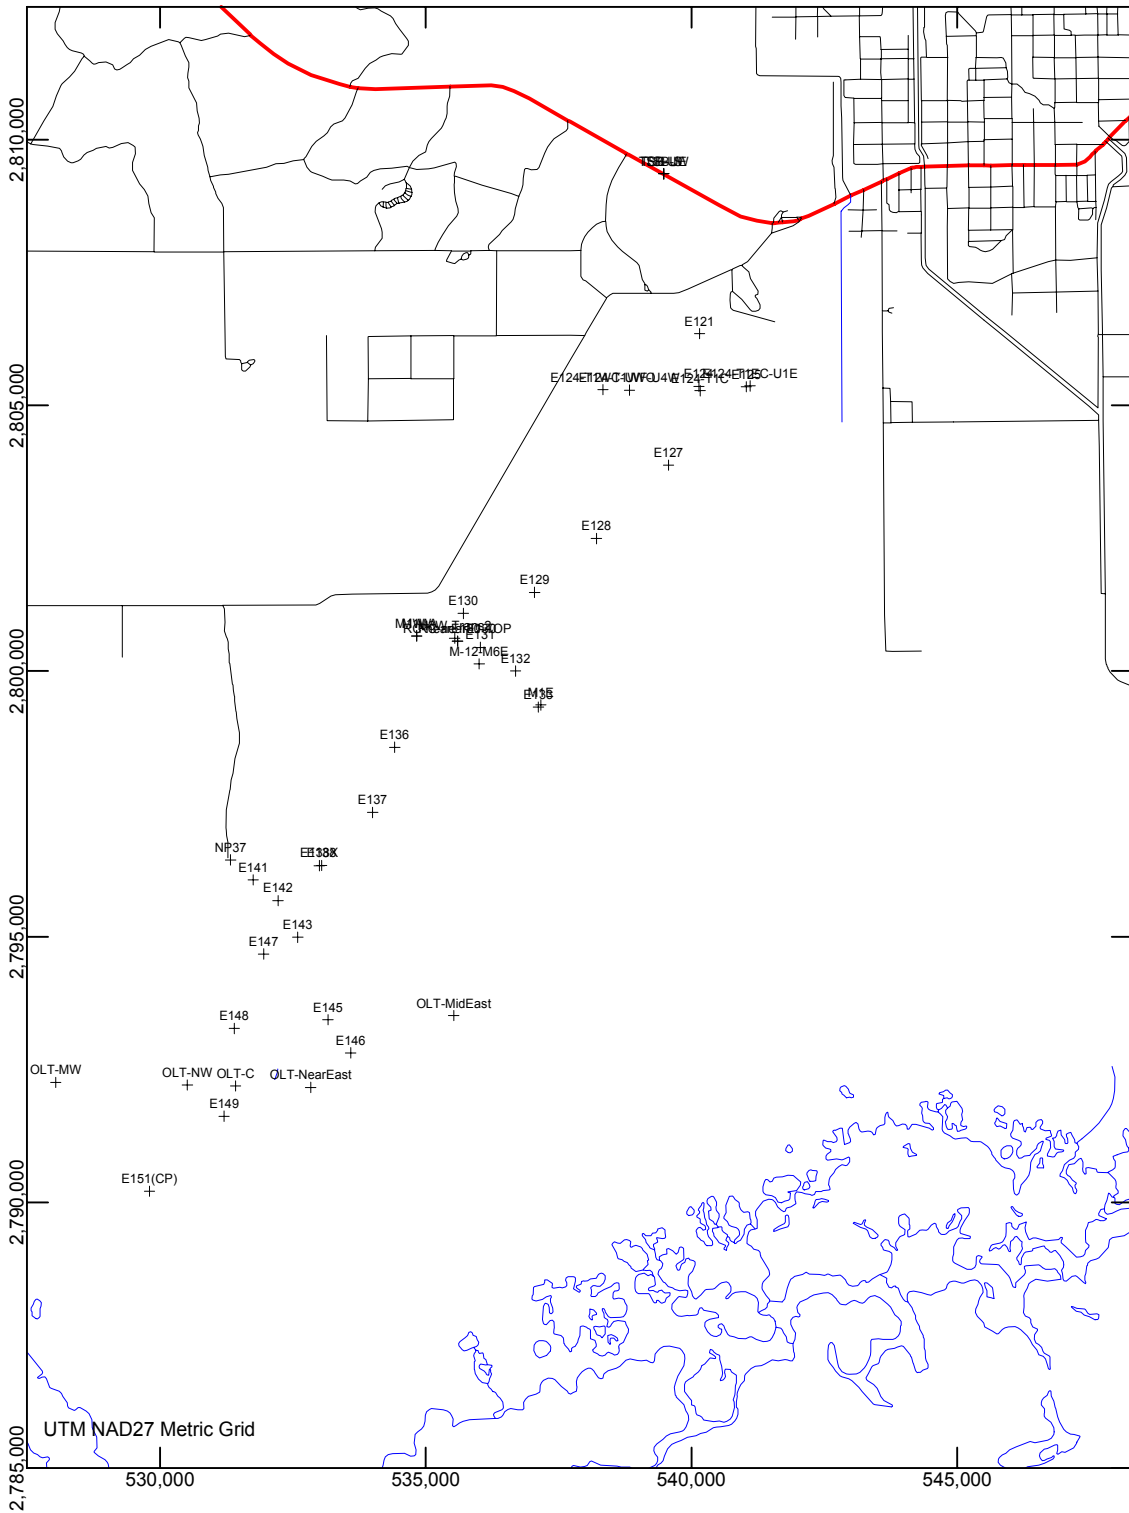 2,810,000
E121
2,805,000
E125
E124-T1C
E127
E128
E129
E130
E131
M-12-M6E
E132
2,800,000
E136
E137
NP37
E141
E142
E143
2,795,000
E147
OLT-MidEast
E145
E148
E146
OLT-MW
OLT-NW
OLT-C
OLT-NearEast
E149
E151(CP)
2,790,000
UTM NAD27 Metric Grid
2,785,000
530,000
535,000
540,000
545,000